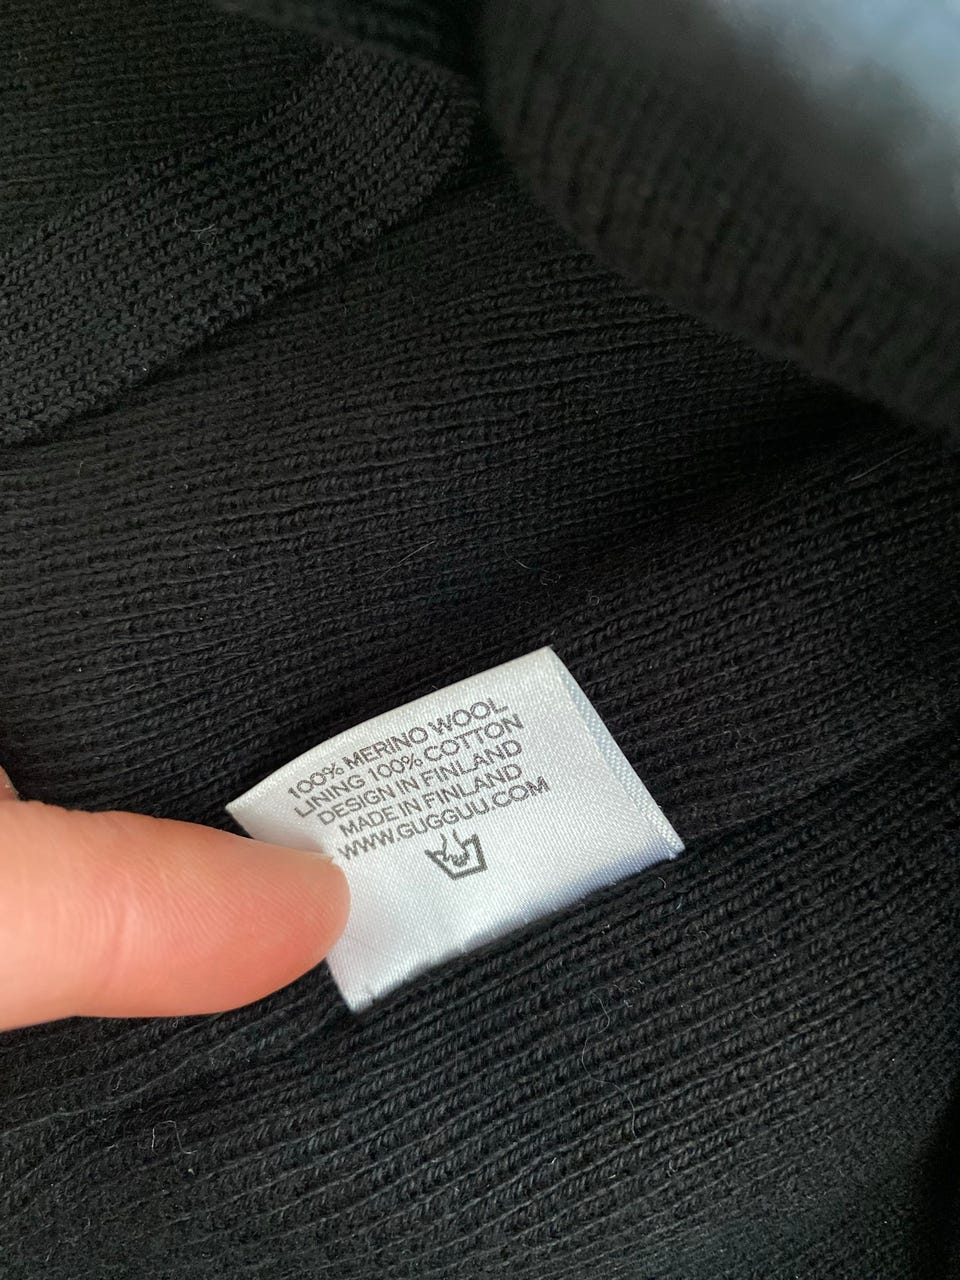 100% MERINO WOOL
LINING 100% COTTON
DESIGN IN FINLAND
MADE IN FINLAND
WWW.GUGGUU.COM